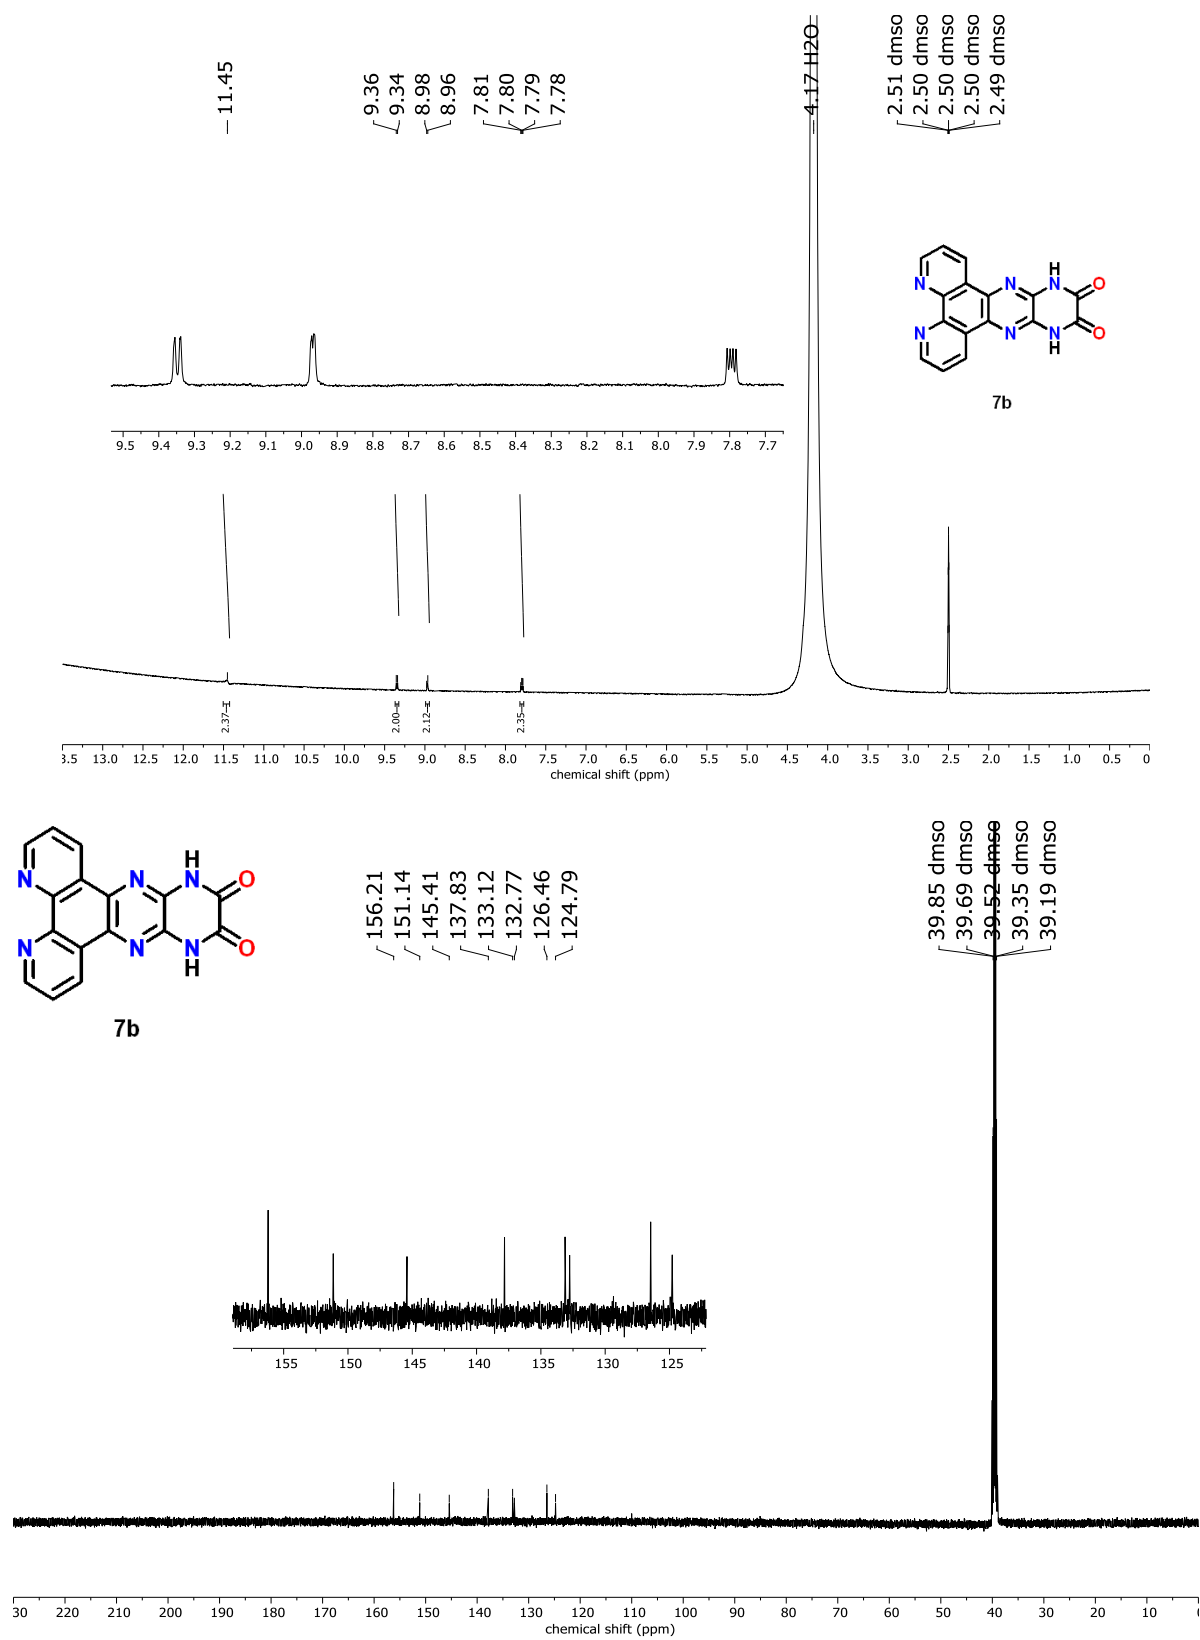 11.45
9.36
9.34
8.98
8.96
7.81
7.80
7.79
7.78
4.17 H2O
2.51 dmso
2.50 dmso
2.50 dmso
2.50 dmso
2.49 dmso
N N H N O
N N N H O
7b
9.5 9.4 9.3 9.2 9.1 9.0 8.9 8.8 8.7 8.6 8.5 8.4 8.3 8.2 8.1 8.0 7.9 7.8 7.7
2.37 2.00 2.12 2.35
3.5 13.0 12.5 12.0 11.5 11.0 10.5 10.0 9.5 9.0 8.5 8.0 7.5 7.0 6.5 6.0 5.5 5.0 4.5 4.0 3.5 3.0 2.5 2.0 1.5 1.0 0.5 0
chemical shift (ppm)
N N H N O
N N N H O
7b
156.21
151.14
145.41
137.83
133.12
132.77
126.46
124.79
39.85 dmso
39.69 dmso
39.52 dmso
39.35 dmso
39.19 dmso
155 150 145 140 135 130 125
30 220 210 200 190 180 170 160 150 140 130 120 110 100 90 80 70 60 50 40 30 20 10 0
chemical shift (ppm)